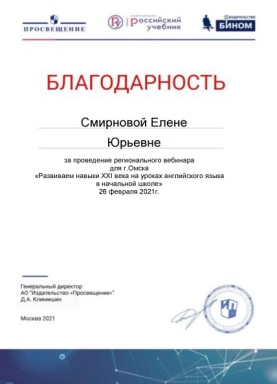 ПРОСВЕЩЕНИЕ
Российский
учебник
БИНОМ
БЛАГОДАРНОСТЬ
Смирновой Елене
Юрьевне
за проведение регионального вебинара
для г.Омска
«Развиваем навыки XXI века на уроках английского языка
в начальной школе»
26 февраля 2021г.
Генеральный директор
АО "Издательство «Просвещение»"
Д.А. Климишин
Москва 2021